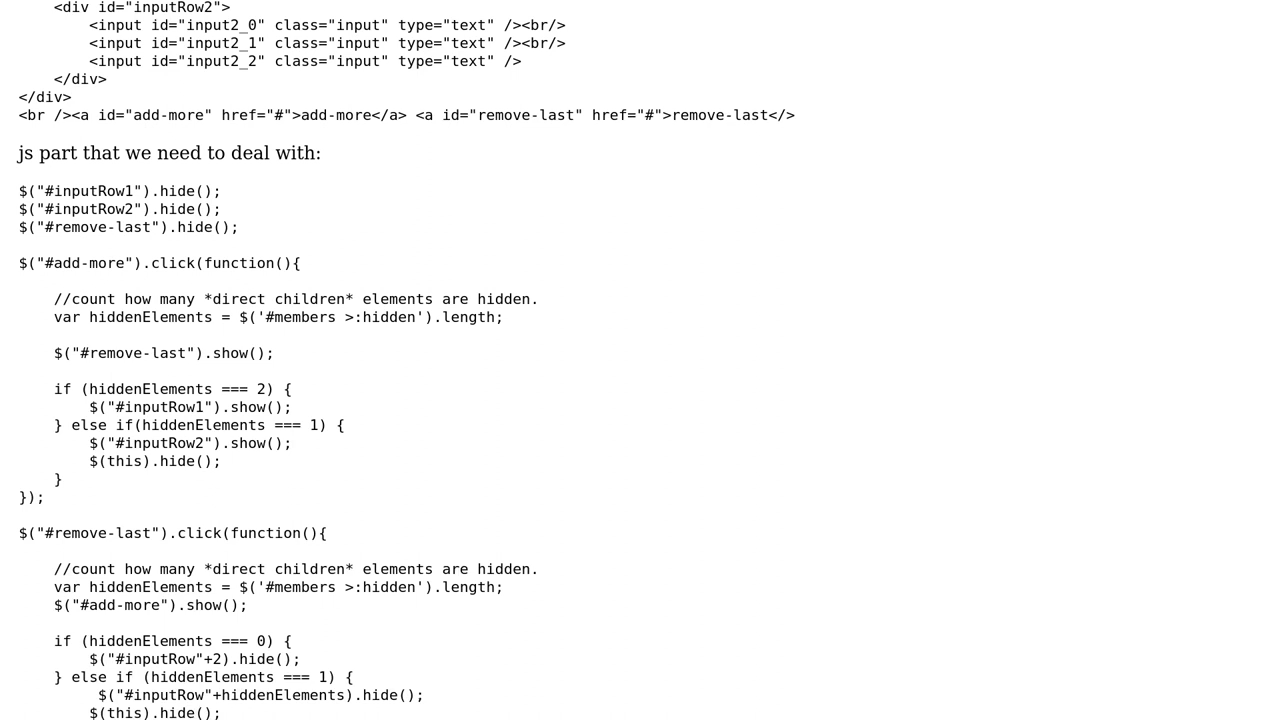 <div id="inputRow2">
        <input id="input2_0" class="input" type="text" /><br/>
        <input id="input2_1" class="input" type="text" /><br/>
        <input id="input2_2" class="input" type="text" />
    </div>
</div>
<br /><a id="add-more" href="#">add-more</a> <a id="remove-last" href="#">remove-last</>
js part that we need to deal with:
$("#inputRow1").hide();
$("#inputRow2").hide();
$("#remove-last").hide();
$("#add-more").click(function(){
    //count how many *direct children* elements are hidden.
    var hiddenElements = $('#members >:hidden').length;
    $("#remove-last").show();
    if (hiddenElements === 2) {
        $("#inputRow1").show();
    } else if(hiddenElements === 1) {
        $("#inputRow2").show();
        $(this).hide();
    }
});
$("#remove-last").click(function(){
    //count how many *direct children* elements are hidden.
    var hiddenElements = $('#members >:hidden').length;
    $("#add-more").show();
    if (hiddenElements === 0) {
        $("#inputRow"+2).hide();
    } else if (hiddenElements === 1) {
         $("#inputRow"+hiddenElements).hide();
        $(this).hide();